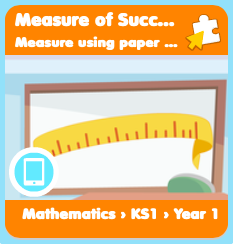 Measure of Succ...
Measure using paper ...
Mathematics › KS1 › Year 1